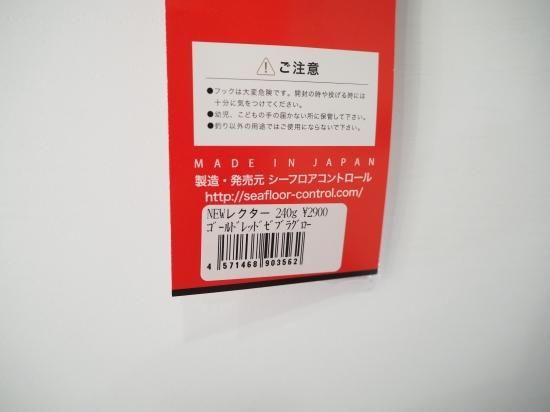 ご注意
●フックは大変危険です。開封の時や投げる時には
十分に気をつけてください。
●幼児、こどもの手の届かない所に保管して下さい。
●釣り以外の用途ではご使用にならないで下さい。
MADE IN JAPAN
製造・発売元 シーフロアコントロール
http://seafloor-control.com/
NEWレクター 240g ¥2900
ｺﾞｰﾙﾄﾞﾚｯﾄﾞｾﾞﾌﾞﾗｸﾞﾛｰ
4 571468 903562